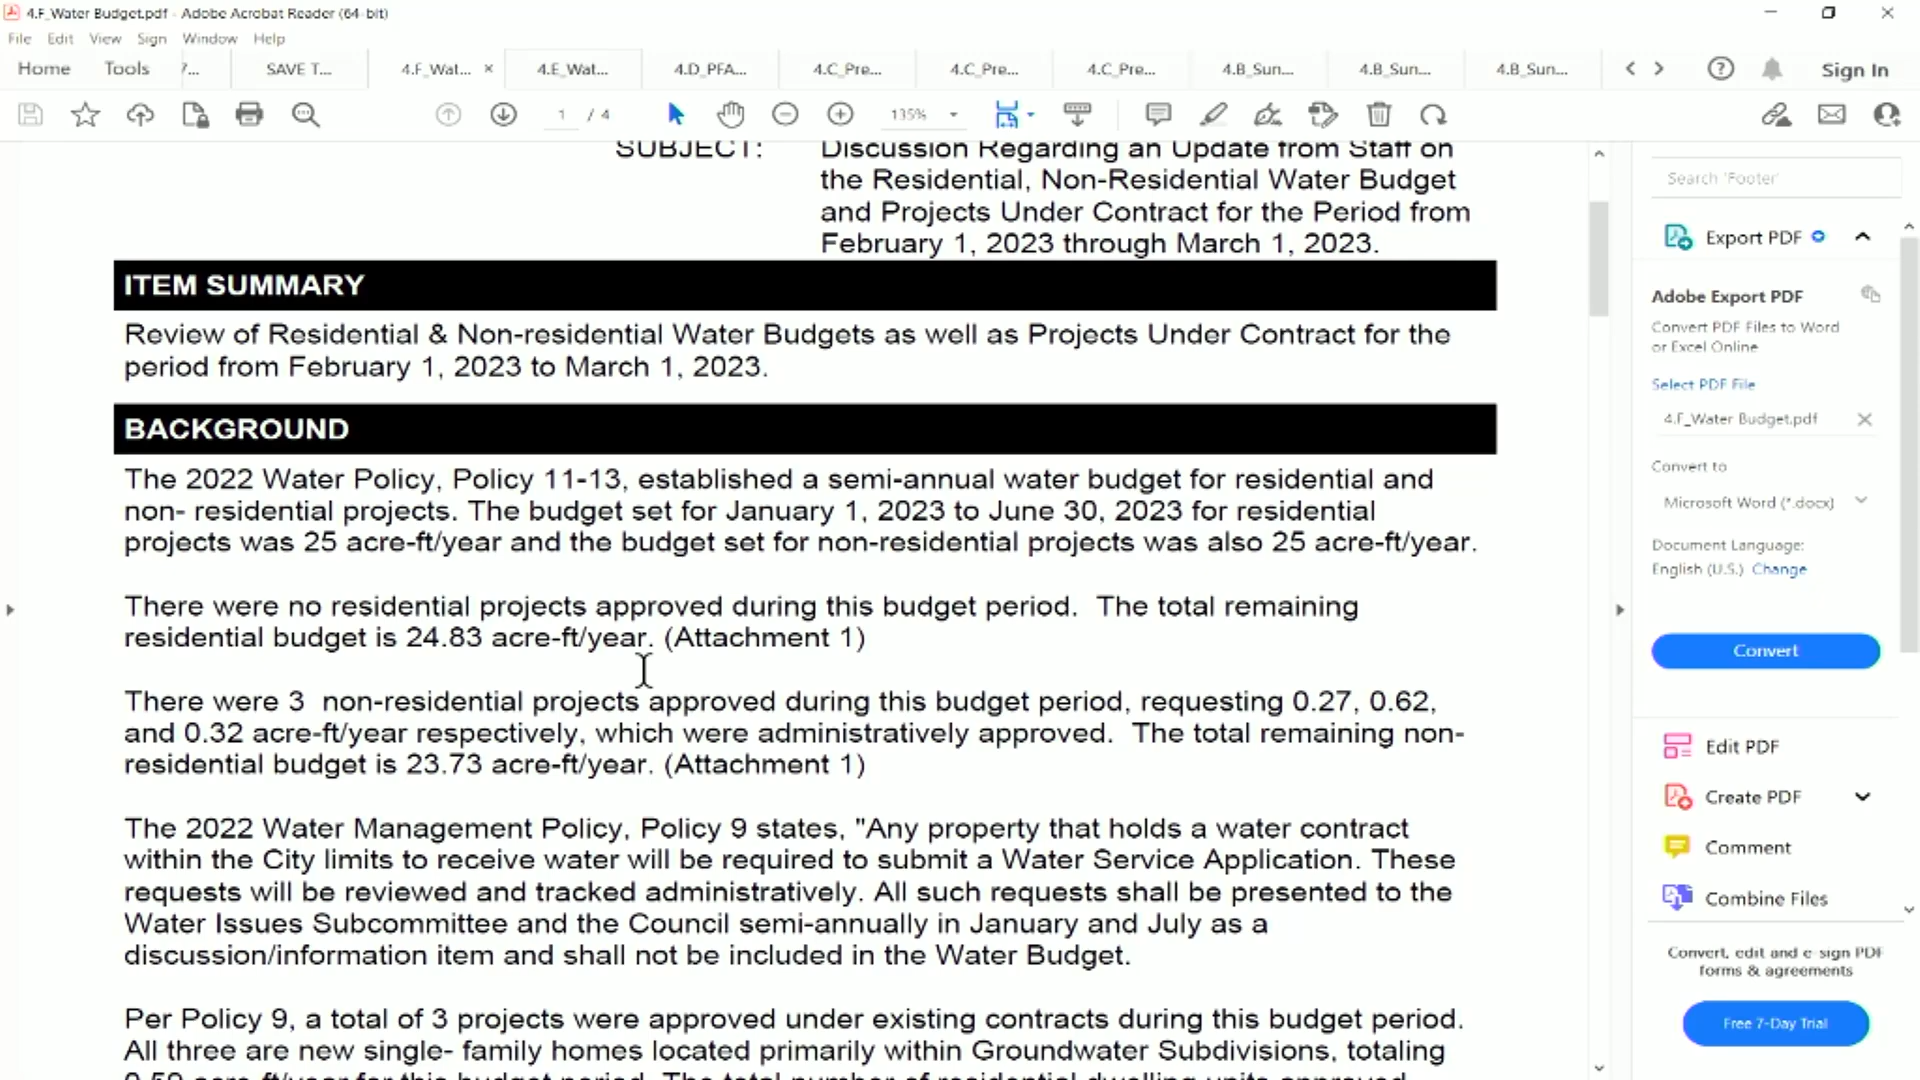 4.F_Water Budget.pdf - Adobe Acrobat Reader (64-bit)
File Edit View Sign Window Help
Home Tools 7... SAVE T... 4.F_Wat... × 4.E_Wat... 4.D_PFA... 4.C_Pre... 4.C_Pre... 4.C_Pre... 4.B_Sun... 4.B_Sun... 4.B_Sun... Sign In
1 / 4 135%
SUBJECT: Discussion Regarding an Update from Staff on
the Residential, Non-Residential Water Budget
and Projects Under Contract for the Period from
February 1, 2023 through March 1, 2023.
ITEM SUMMARY
Review of Residential & Non-residential Water Budgets as well as Projects Under Contract for the
period from February 1, 2023 to March 1, 2023.
BACKGROUND
The 2022 Water Policy, Policy 11-13, established a semi-annual water budget for residential and
non- residential projects. The budget set for January 1, 2023 to June 30, 2023 for residential
projects was 25 acre-ft/year and the budget set for non-residential projects was also 25 acre-ft/year.
There were no residential projects approved during this budget period. The total remaining
residential budget is 24.83 acre-ft/year. (Attachment 1)
There were 3 non-residential projects approved during this budget period, requesting 0.27, 0.62,
and 0.32 acre-ft/year respectively, which were administratively approved. The total remaining non-
residential budget is 23.73 acre-ft/year. (Attachment 1)
The 2022 Water Management Policy, Policy 9 states, "Any property that holds a water contract
within the City limits to receive water will be required to submit a Water Service Application. These
requests will be reviewed and tracked administratively. All such requests shall be presented to the
Water Issues Subcommittee and the Council semi-annually in January and July as a
discussion/information item and shall not be included in the Water Budget.
Per Policy 9, a total of 3 projects were approved under existing contracts during this budget period.
All three are new single- family homes located primarily within Groundwater Subdivisions, totaling
0.59 acre-ft/year for this budget period. The total number of residential dwelling units approved
Search 'Footer'
Export PDF
Adobe Export PDF
Convert PDF Files to Word
or Excel Online
Select PDF File
4.F_Water Budget.pdf
Convert to
Microsoft Word (*.docx)
Document Language:
English (U.S.) Change
Convert
Edit PDF
Create PDF
Comment
Combine Files
Convert, edit and e-sign PDF
forms & agreements
Free 7-Day Trial